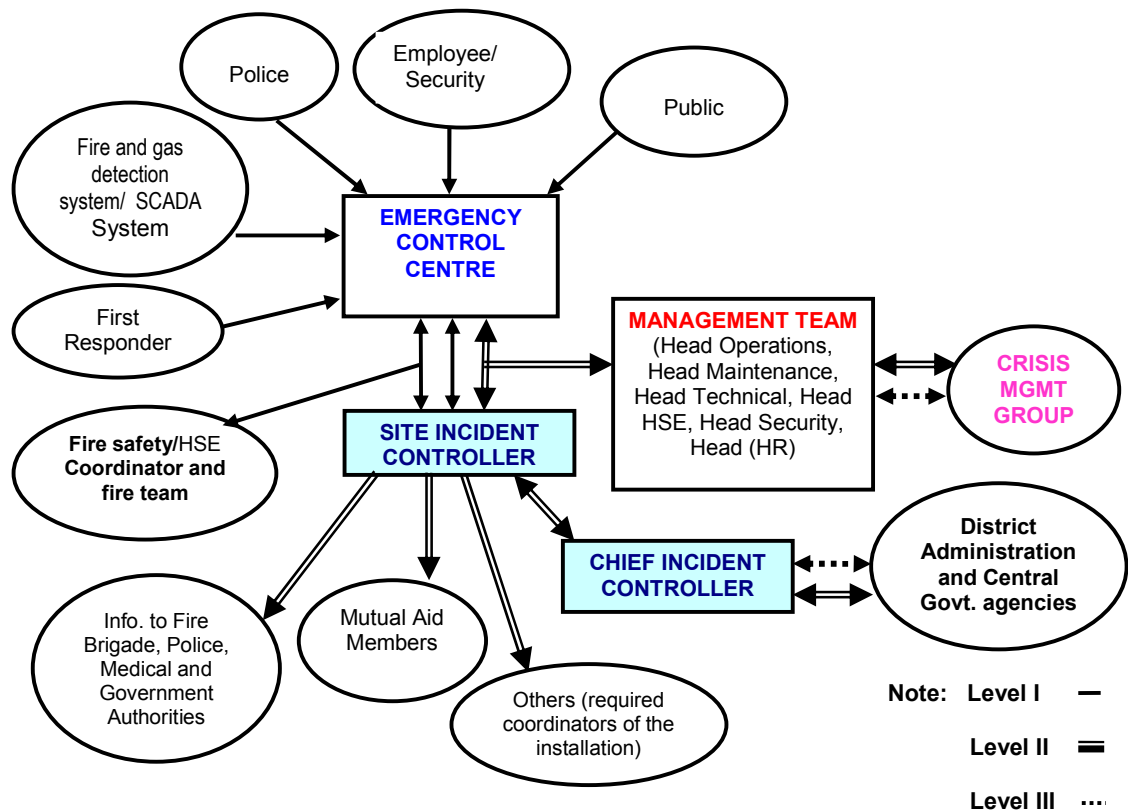 Police
Employee/
Security
Public
Fire and gas
detection
system/ SCADA
System
EMERGENCY
CONTROL
CENTRE
First
Responder
MANAGEMENT TEAM
(Head Operations,
Head Maintenance,
Head Technical, Head
HSE, Head Security,
Head (HR)
CRISIS
MGMT
GROUP
Fire safety/HSE
Coordinator and
fire team
SITE INCIDENT
CONTROLLER
CHIEF INCIDENT
CONTROLLER
District
Administration
and Central
Govt. agencies
Info. to Fire
Brigade, Police,
Medical and
Government
Authorities
Mutual Aid
Members
Others (required
coordinators of the
installation)
Note: Level I
Level II
Level III